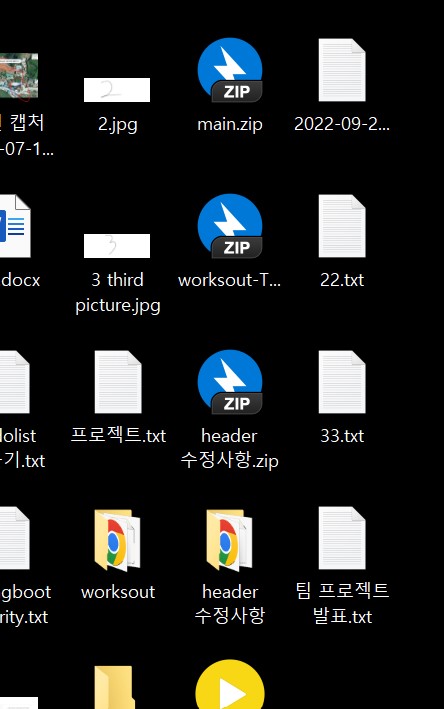 캡처
2.jpg
main.zip
2022-09-2...
-07-1...
2
ZIP
.docx
3 third
picture.jpg
worksout-T...
22.txt
3
ZIP
dolist
기.txt
프로젝트.txt
header
수정사항.zip
33.txt
ZIP
gboot
rity.txt
worksout
header
수정사항
팀 프로젝트
발표.txt